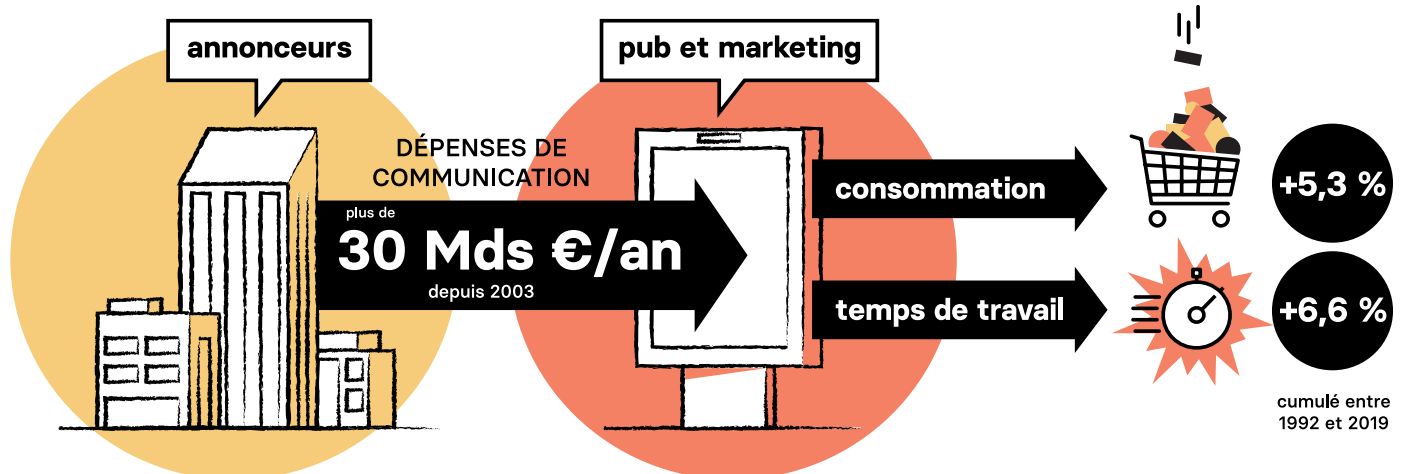 annonceurs
pub et marketing
DÉPENSES DE
COMMUNICATION
plus de
30 Mds €/an
depuis 2003
consommation
+5,3 %
temps de travail
+6,6 %
cumulé entre
1992 et 2019